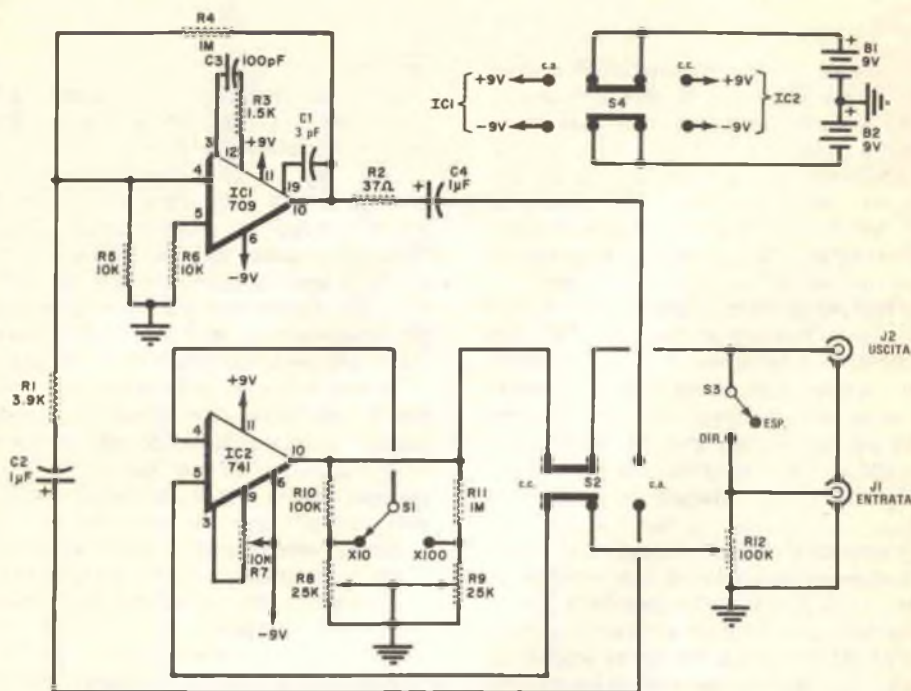 R4
1M
C3
100pF
R3
1.5K
C1
3 pF
+9V
3
12
11
4
19
IC1
709
10
5
6
-9V
R5
10K
R6
10K
R2
37Ω
C4
1µF
+
c.a.
c.c.
IC1
+9V
-9V
S4
+9V
-9V
IC2
+
B1
9V
+
B2
9V
R1
3.9K
C2
1µF
+
+9V
11
4
IC2
741
10
5
9
6
3
10K
R7
-9V
R10
100K
S1
X10
X100
R11
1M
R8
25K
R9
25K
c.c.
S2
c.a.
J2
USCITA
S3
ESP.
DIR.
J1
ENTRATA
R12
100K